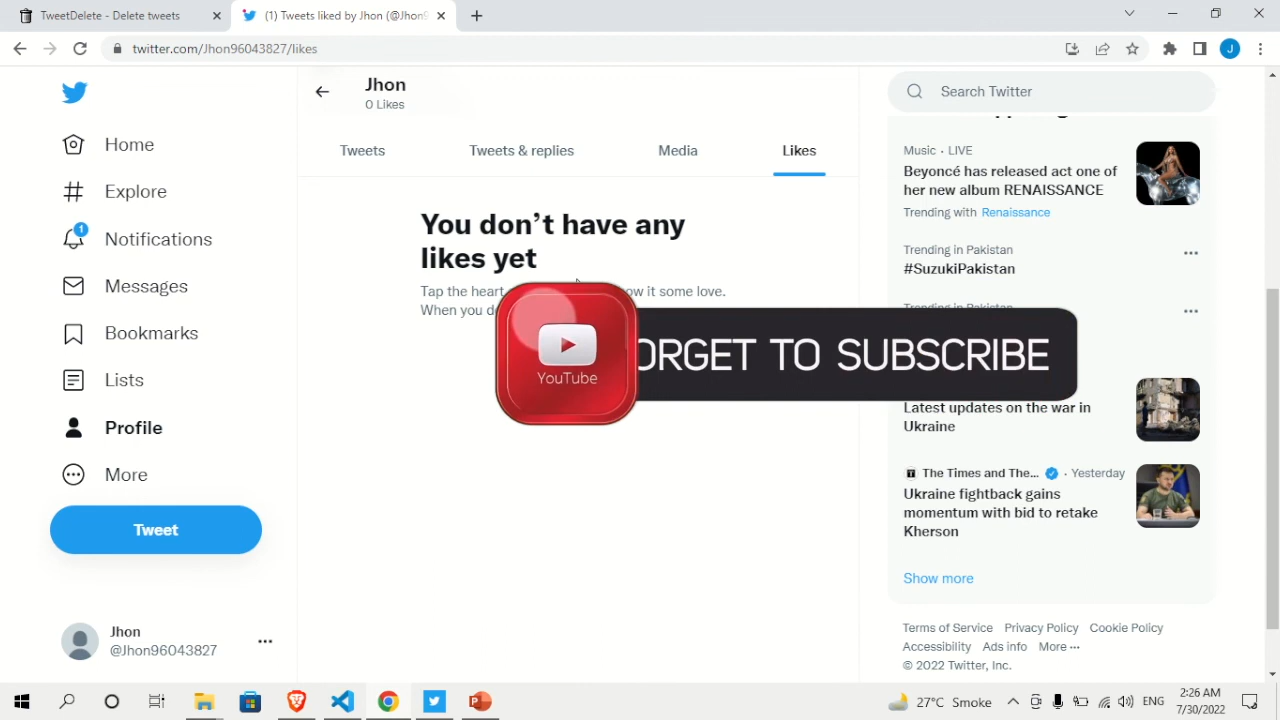 TweetDelete - Delete tweets
(1) Tweets liked by Jhon (@Jhon9
twitter.com/Jhon96043827/likes
J
Jhon
0 Likes
Search Twitter
Home
Explore
1
Notifications
Messages
Bookmarks
Lists
Profile
More
Tweet
Jhon
@Jhon96043827
Tweets
Tweets & replies
Media
Likes
You don’t have any
likes yet
Tap the heart
ow it some love.
When you d
YouTube
ORGET TO SUBSCRIBE
Music · LIVE
Beyoncé has released act one of
her new album RENAISSANCE
Trending with Renaissance
Trending in Pakistan
#SuzukiPakistan
Trending in Pakistan
Latest updates on the war in
Ukraine
The Times and The... · Yesterday
Ukraine fightback gains
momentum with bid to retake
Kherson
Show more
Terms of Service Privacy Policy Cookie Policy
Accessibility Ads info More ···
© 2022 Twitter, Inc.
27°C Smoke
ENG
2:26 AM
7/30/2022